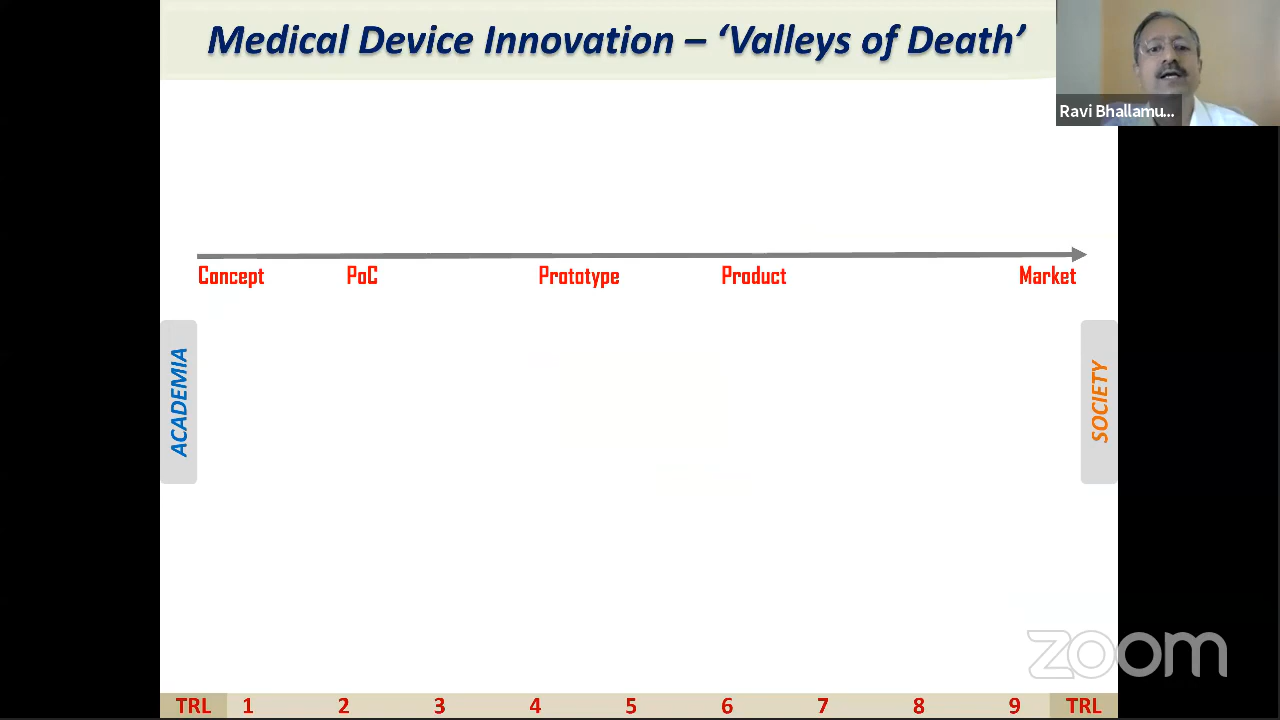 Medical Device Innovation – ‘Valleys of Death’
Ravi Bhallamu...
Concept PoC Prototype Product Market
ACADEMIA
SOCIETY
zoom
TRL 1 2 3 4 5 6 7 8 9 TRL